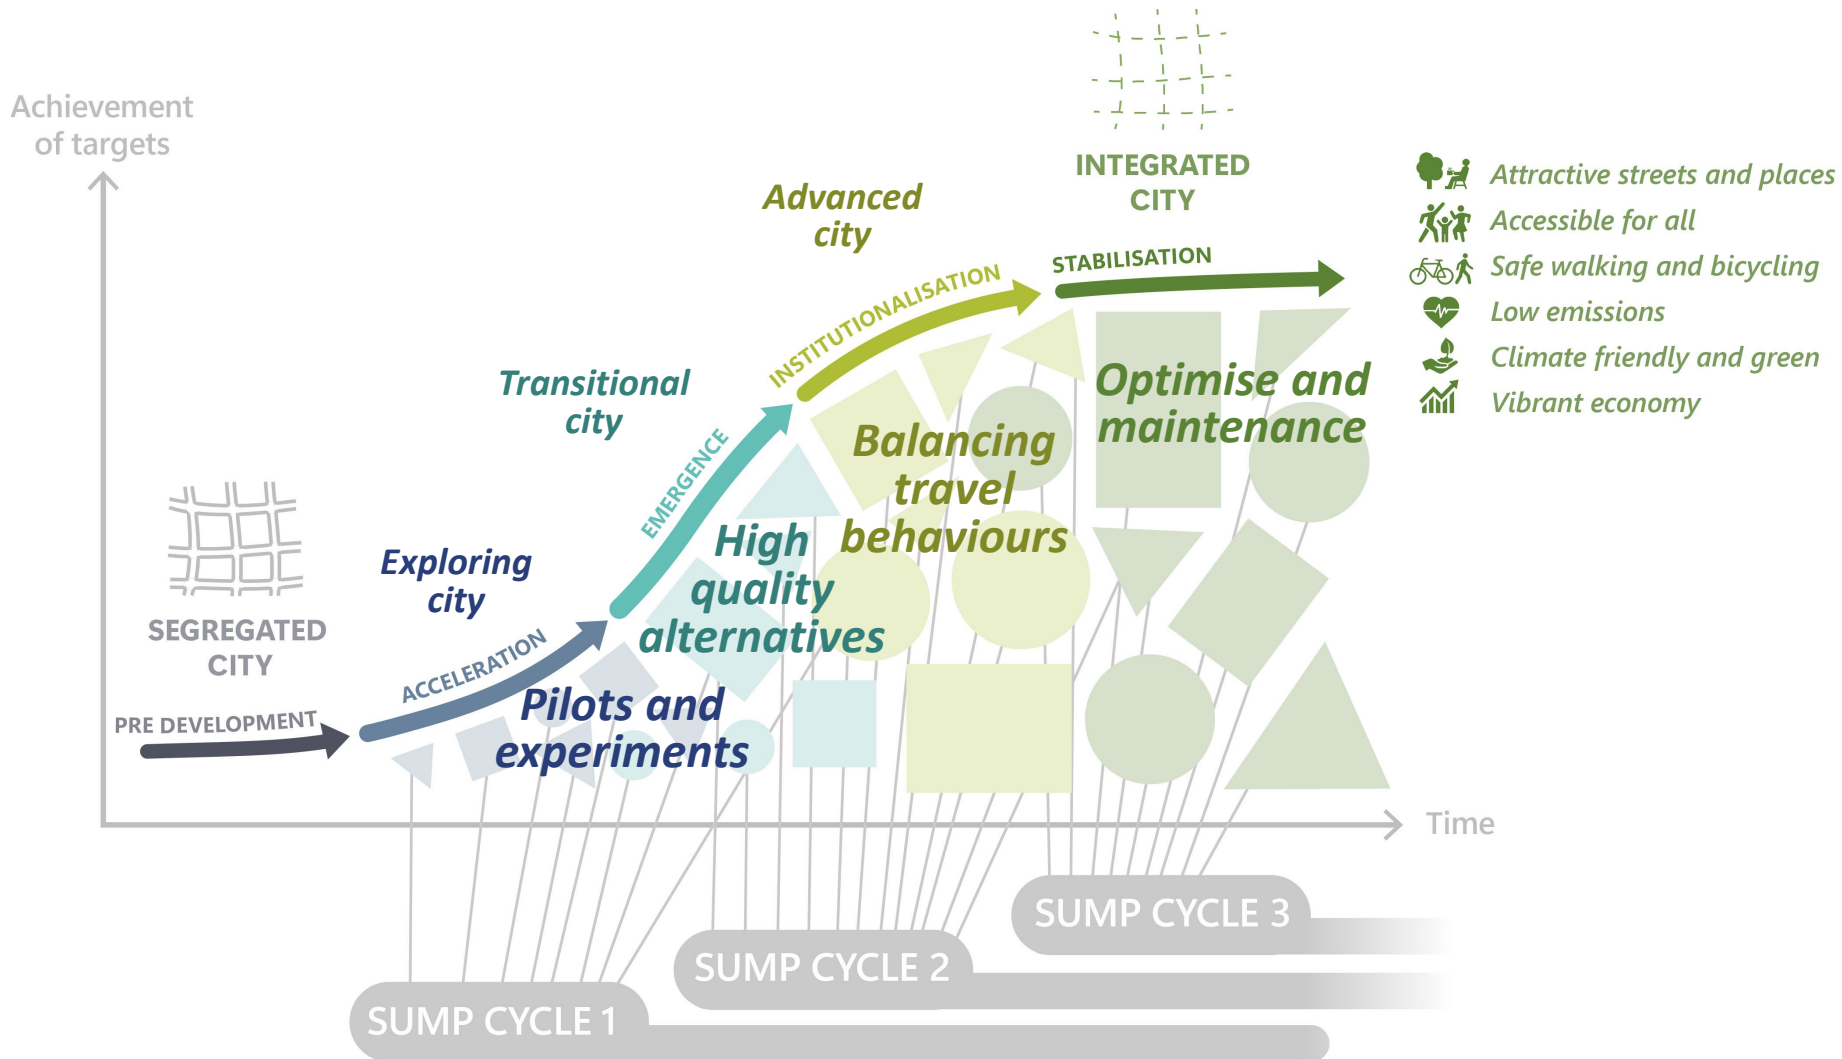 Achievement
of targets
SEGREGATED
CITY
PRE DEVELOPMENT
Exploring
city
ACCELERATION
Pilots and
experiments
Transitional
city
EMERGENCE
High
quality
alternatives
Advanced
city
INSTITUTIONALISATION
Balancing
travel
behaviours
INTEGRATED
CITY
STABILISATION
Optimise and
maintenance
Attractive streets and places
Accessible for all
Safe walking and bicycling
Low emissions
Climate friendly and green
Vibrant economy
Time
SUMP CYCLE 3
SUMP CYCLE 2
SUMP CYCLE 1